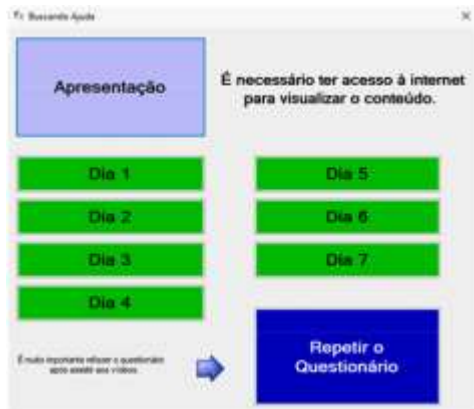 Buscando Ajuda
Apresentação
É necessário ter acesso à internet
para visualizar o conteúdo.
Dia 1
Dia 5
Dia 2
Dia 6
Dia 3
Dia 7
Dia 4
É muito importante refazer o questionário
após assistir aos vídeos.
Repetir o
Questionário